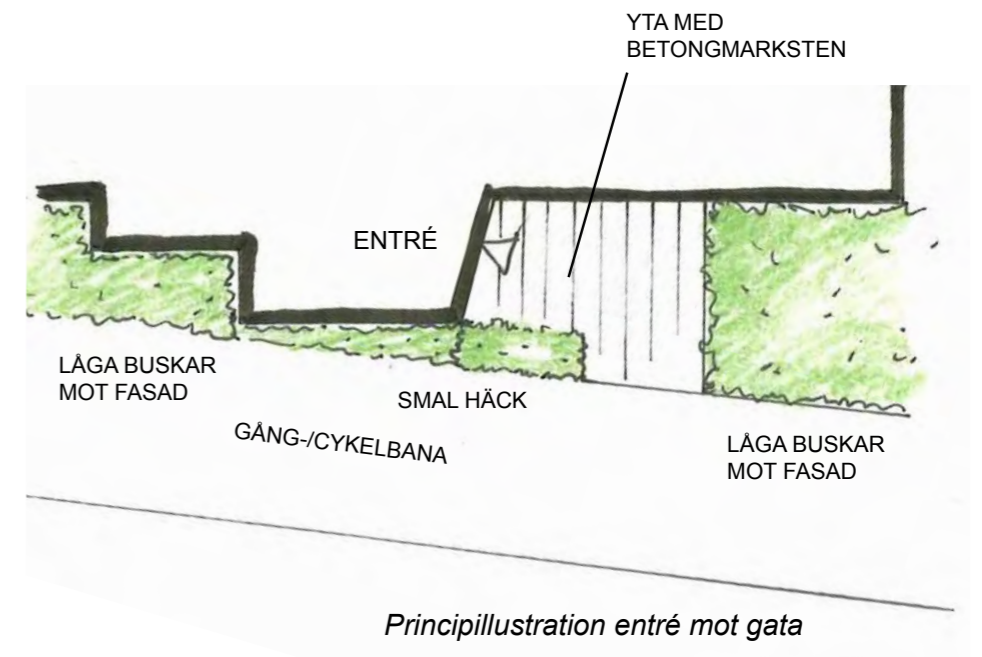 YTA MED
BETONGMARKSTEN
ENTRÉ
LÅGA BUSKAR
MOT FASAD
SMAL HÄCK
GÅNG-/CYKELBANA
LÅGA BUSKAR
MOT FASAD
Principillustration entré mot gata